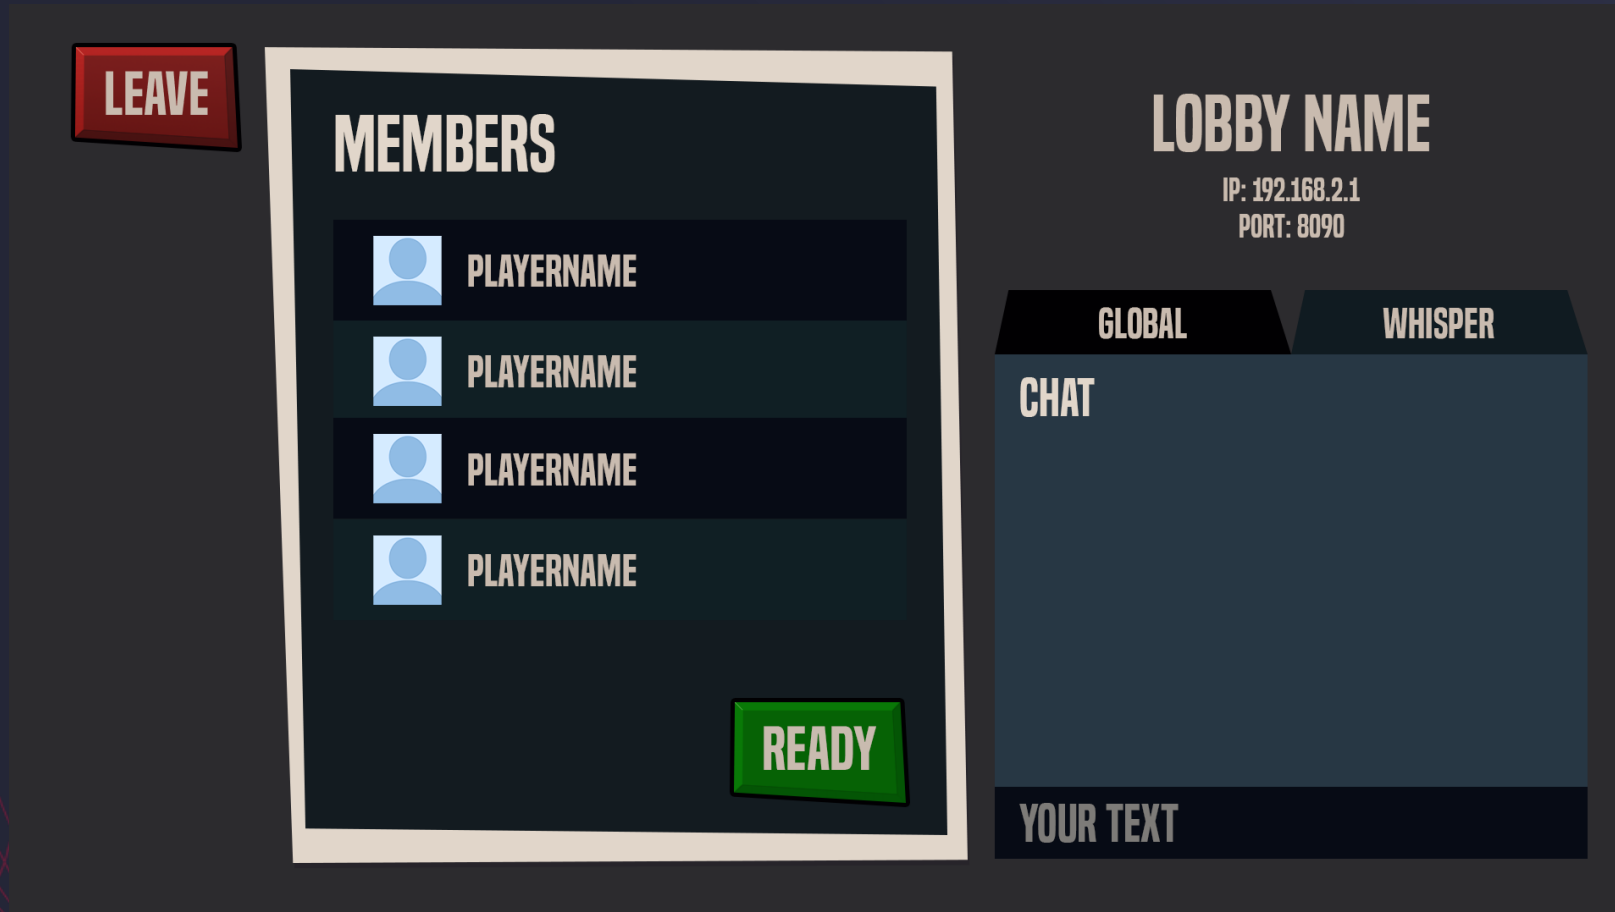 LEAVE
MEMBERS
PLAYERNAME
PLAYERNAME
PLAYERNAME
PLAYERNAME
READY
LOBBY NAME
IP: 192.168.2.1
PORT: 8090
GLOBAL
WHISPER
CHAT
YOUR TEXT